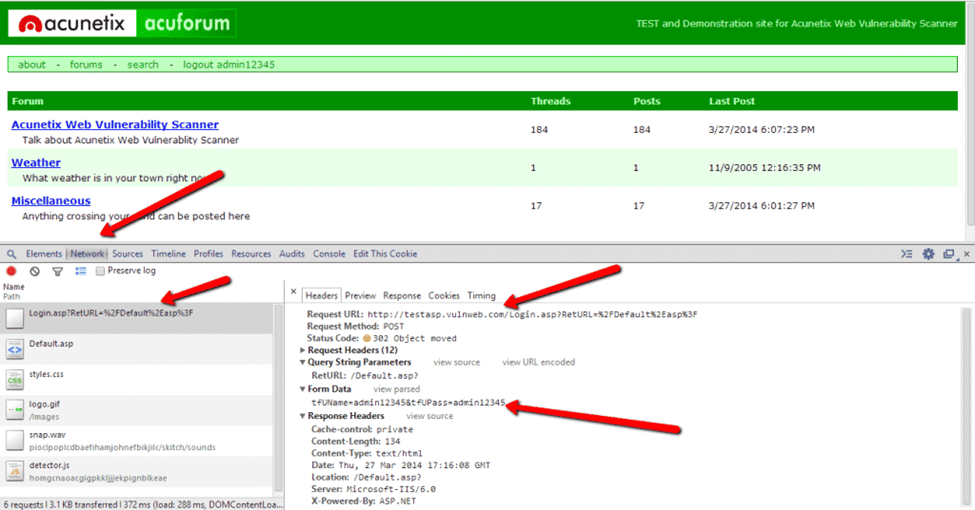 acunetix acuforum
TEST and Demonstration site for Acunetix Web Vulnerability Scanner
about - forums - search - logout admin12345
Forum Threads Posts Last Post
Acunetix Web Vulnerability Scanner
Talk about Acunetix Web Vulnerablity Scanner
184 184 3/27/2014 6:07:23 PM
Weather
What weather is in your town right
1 1 11/9/2005 12:16:35 PM
Miscellaneous
Anything crossing your can be posted here
17 17 3/27/2014 6:01:27 PM
Elements Network Sources Timeline Profiles Resources Audits Console Edit This Cookie
Preserve log
Name
Path
Login.asp?RetURL=%2FDefault%2Easp%3F
Default.asp
styles.css
logo.gif
/Images
snap.wav
pioclpoplcdbaefihamjohnefbikjilc/skitch/sounds
detector.js
homgcnaoacgigpkkljjjekpignblkeae
6 requests | 3.1 KB transferred | 372 ms (load: 288 ms, DOMContentLoa...
× Headers Preview Response Cookies Timing
Request URL: http://testasp.vulnweb.com/Login.asp?RetURL=%2FDefault%2Easp%3F
Request Method: POST
Status Code: 302 Object moved
Request Headers (12)
Query String Parameters view source view URL encoded
RetURL: /Default.asp?
Form Data view parsed
tfUName=admin12345&tfUPass=admin12345
Response Headers view source
Cache-control: private
Content-Length: 134
Content-Type: text/html
Date: Thu, 27 Mar 2014 17:16:08 GMT
Location: /Default.asp?
Server: Microsoft-IIS/6.0
X-Powered-By: ASP.NET